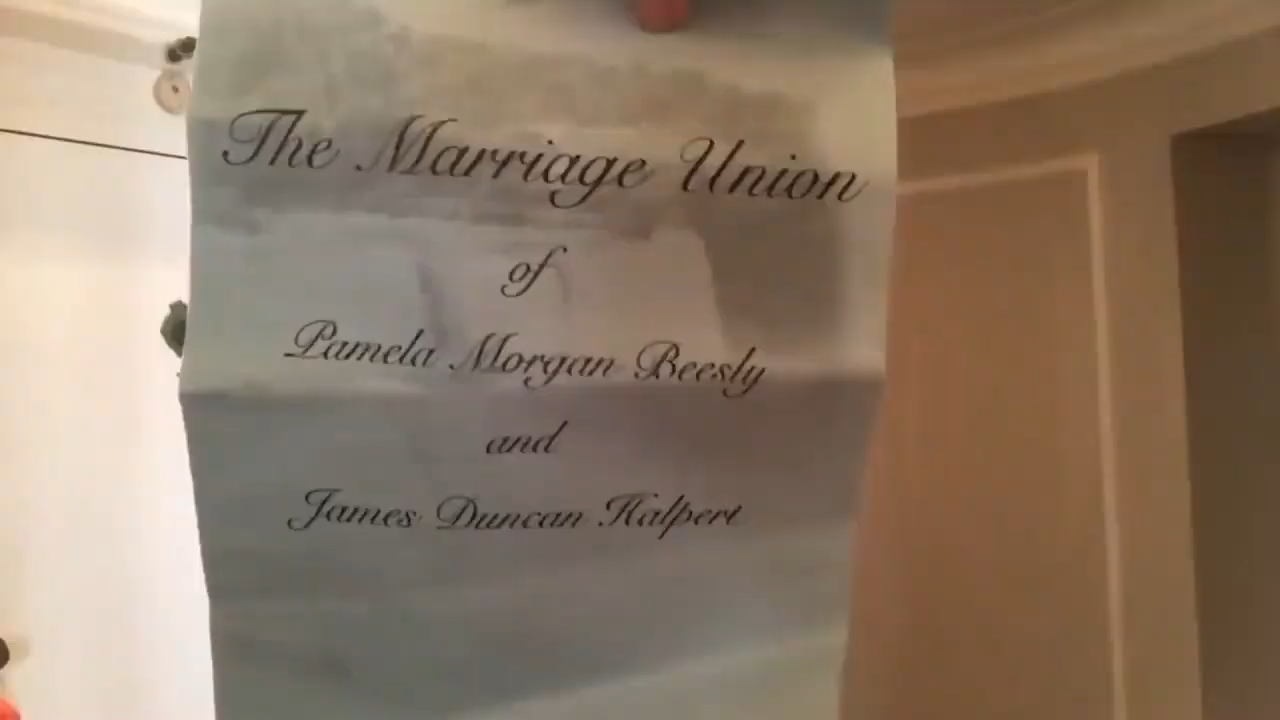 The Marriage Union
of
Pamela Morgan Beesly
and
James Duncan Halpert